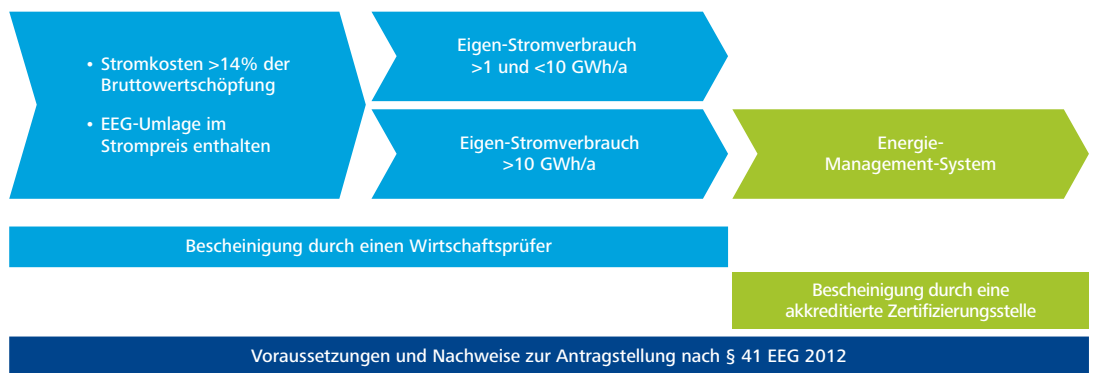 • Stromkosten >14% der
Bruttowertschöpfung
• EEG-Umlage im
Strompreis enthalten
Eigen-Stromverbrauch
>1 und <10 GWh/a
Eigen-Stromverbrauch
>10 GWh/a
Energie-
Management-System
Bescheinigung durch einen Wirtschaftsprüfer
Bescheinigung durch eine
akkreditierte Zertifizierungsstelle
Voraussetzungen und Nachweise zur Antragstellung nach § 41 EEG 2012